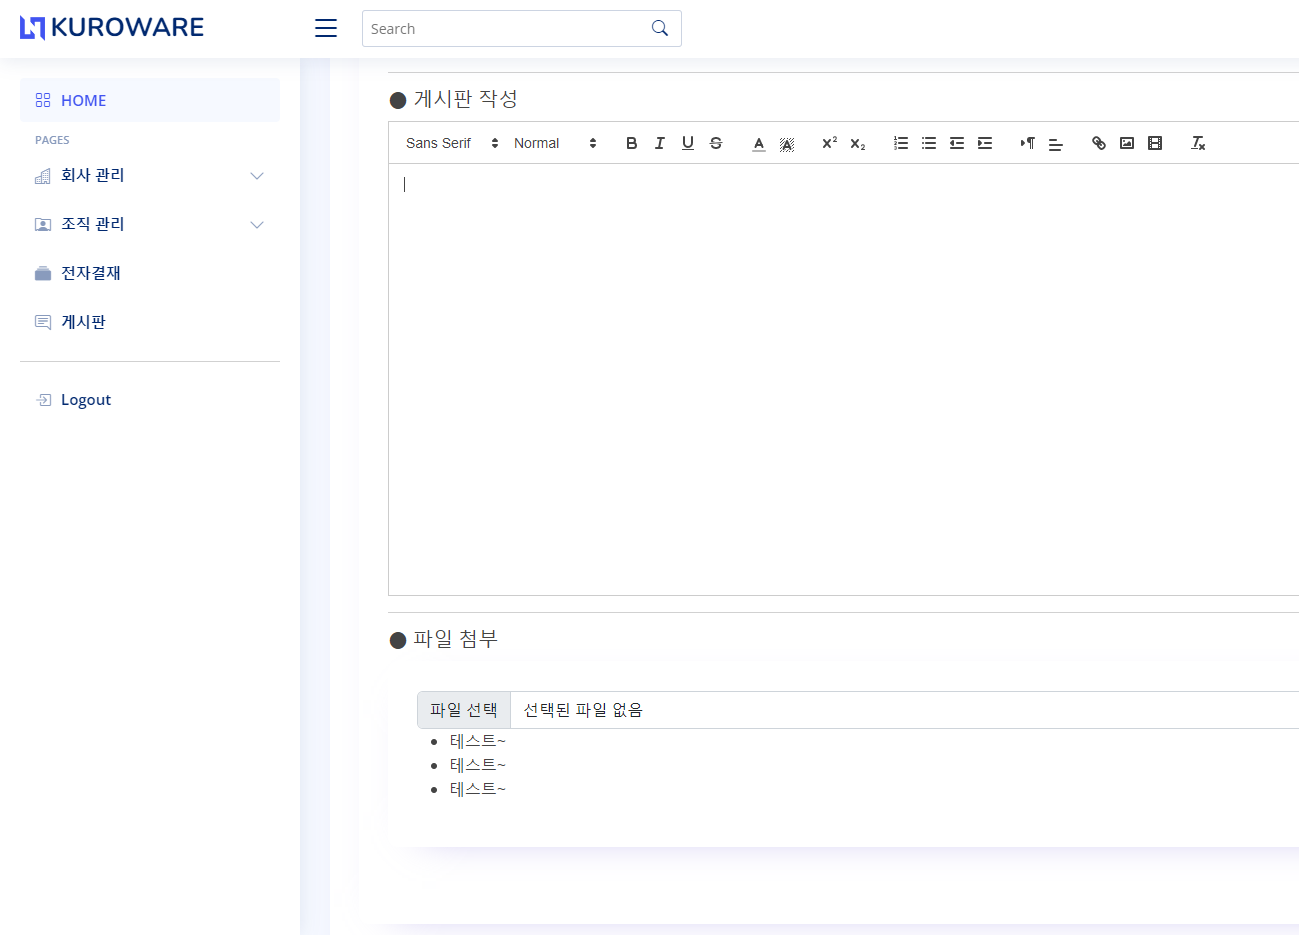 KUROWARE
Search
HOME
PAGES
회사 관리
조직 관리
전자결재
게시판
Logout
● 게시판 작성
Sans Serif Normal B I U S A A x² x₂
● 파일 첨부
파일 선택 선택된 파일 없음
• 테스트~
• 테스트~
• 테스트~